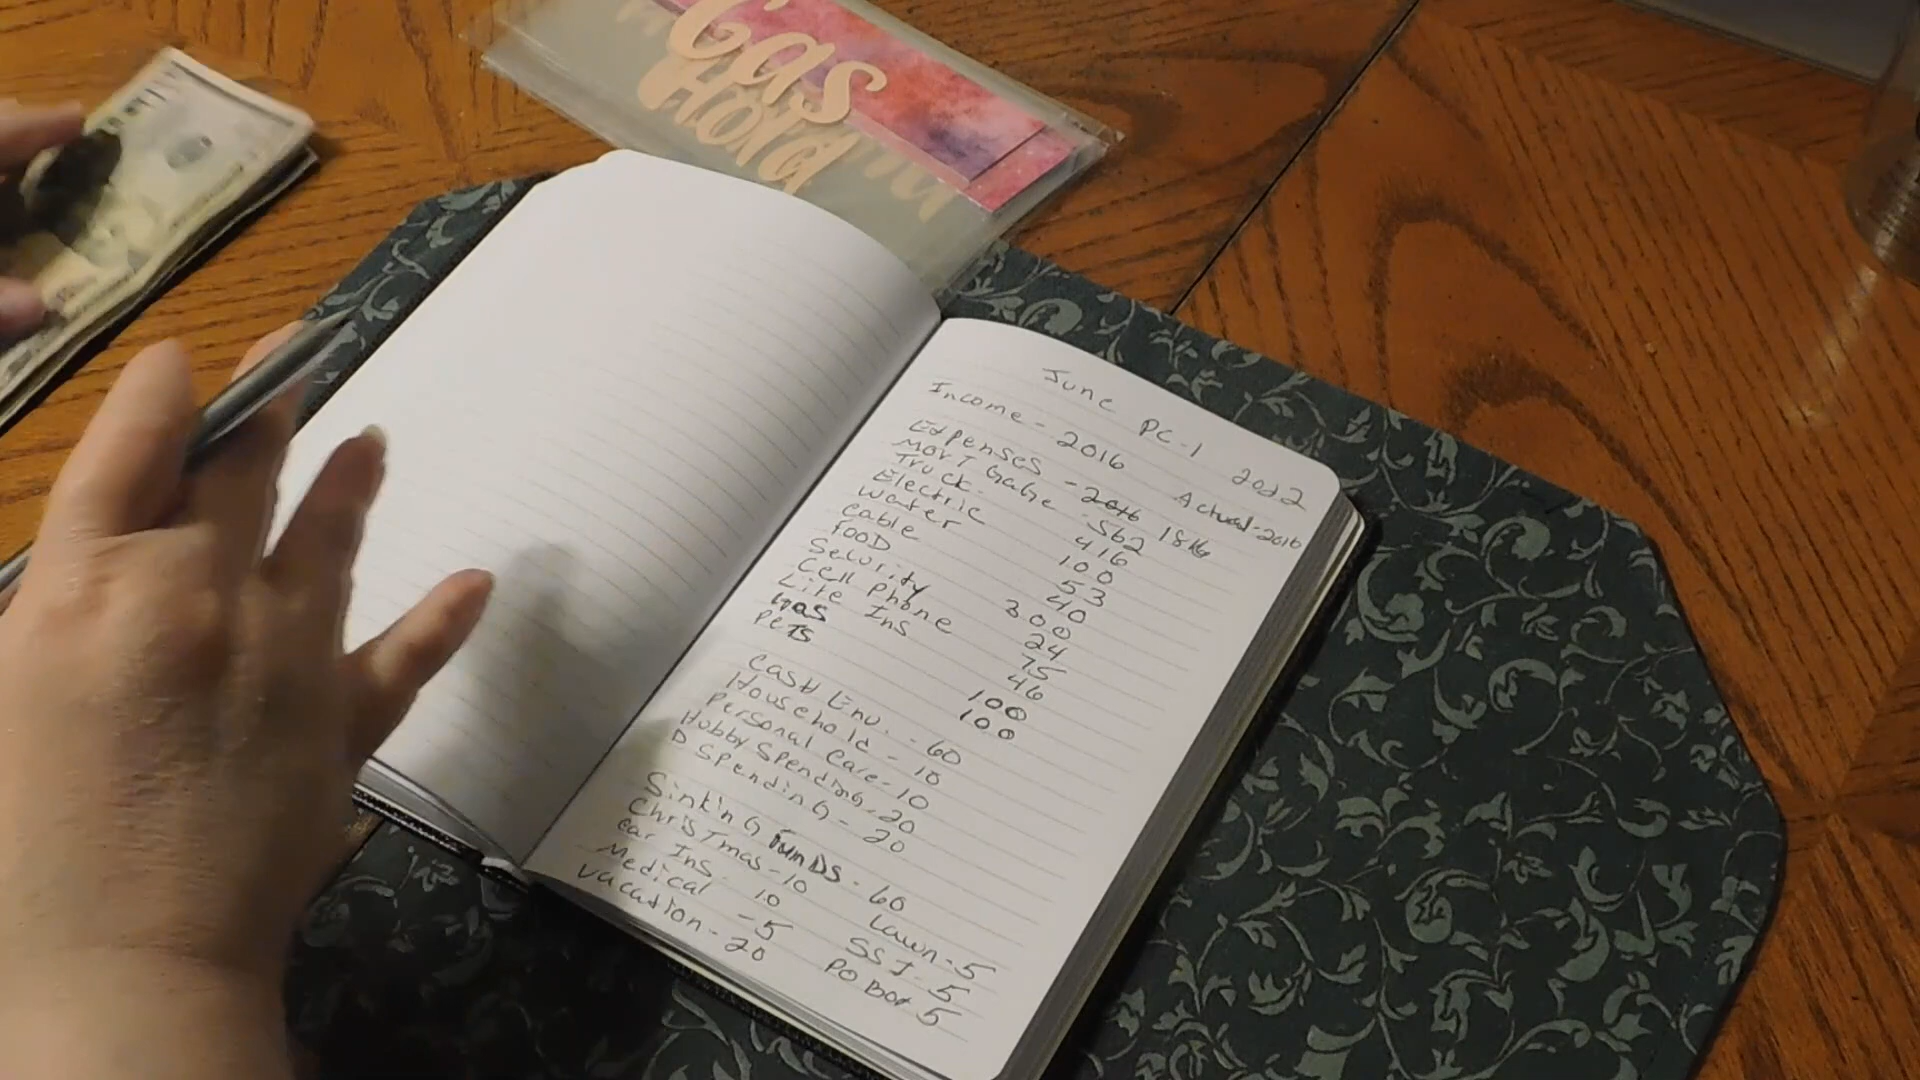 Gas
Hold
June PC-1 2022
Income - 2016 Actual - 2016
Expenses - 2016 1816
Mortgage 562
Truck. 416
Electric 100
Water 53
Cable 40
FOOD 300
Security 24
Cell Phone 75
Life Ins 46
Gas 100
Pets 100
Cash Env. - 60
Household - 10
Personal Care - 10
Hobby Spending - 20
D Spending - 20
Sinking Funds - 60
Christmas - 10 Lawn - 5
Car Ins. 10 SSI 5
Medical - 5 PO Box 5
Vacation - 20